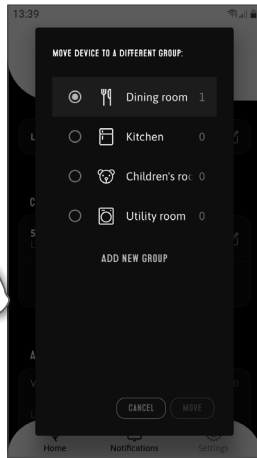 13:39
MOVE DEVICE TO A DIFFERENT GROUP:
Dining room 1
Kitchen 0
Children's roc 0
Utility room 0
ADD NEW GROUP
CANCEL MOVE
Home Notifications Settings